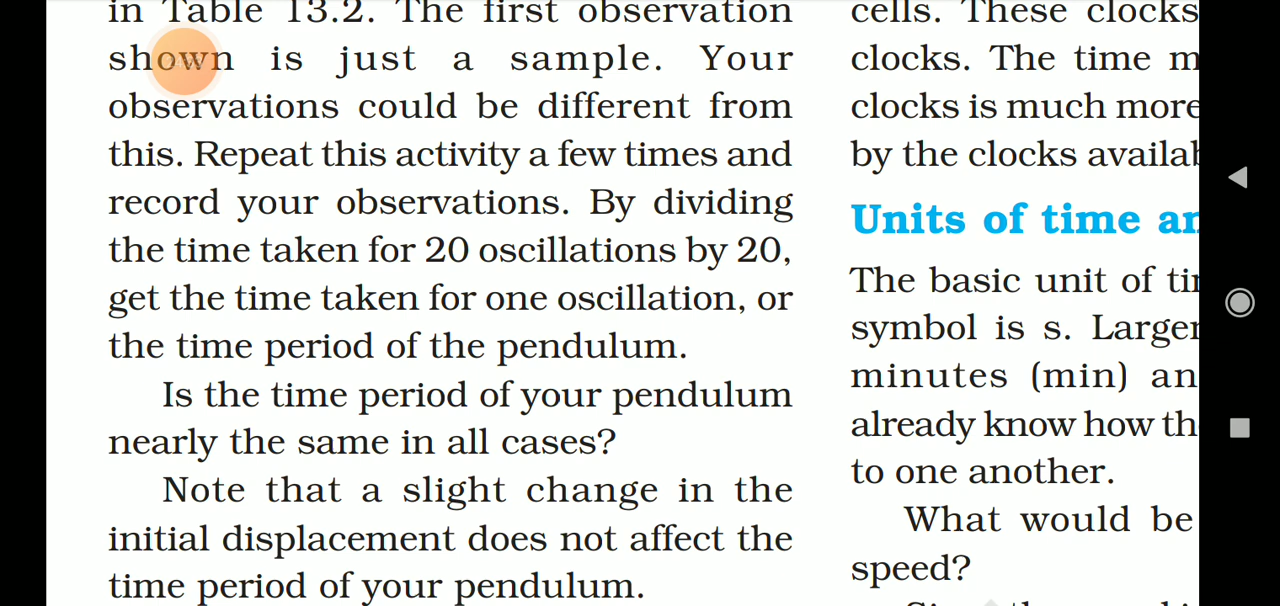 in Table 13.2. The first observation
shown is just a sample. Your
observations could be different from
this. Repeat this activity a few times and
record your observations. By dividing
the time taken for 20 oscillations by 20,
get the time taken for one oscillation, or
the time period of the pendulum.
Is the time period of your pendulum
nearly the same in all cases?
Note that a slight change in the
initial displacement does not affect the
time period of your pendulum.
cells. These clocks
clocks. The time m
clocks is much more
by the clocks availab
Units of time an
The basic unit of tim
symbol is s. Larger
minutes (min) an
already know how th
to one another.
What would be
speed?